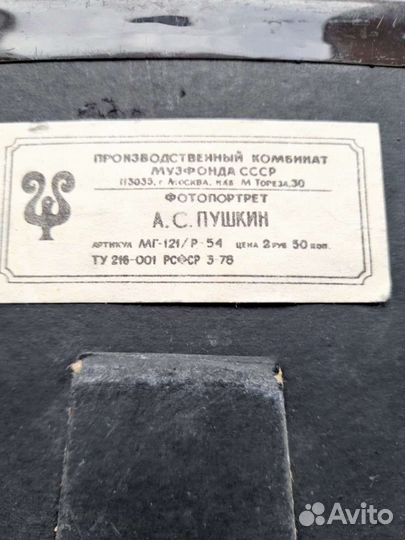 ПРОИЗВОДСТВЕННЫЙ КОМБИНАТ
МУЗФОНДА СССР
113035, г. МОСКВА, НАБ М ТОРЕЗА, 30
ФОТОПОРТРЕТ
А.С. ПУШКИН
АРТИКУЛ МГ-121/Р-54 ЦЕНА 2 РУБ 50 КОП.
ТУ 216-001 РСФСР 3-78
Avito